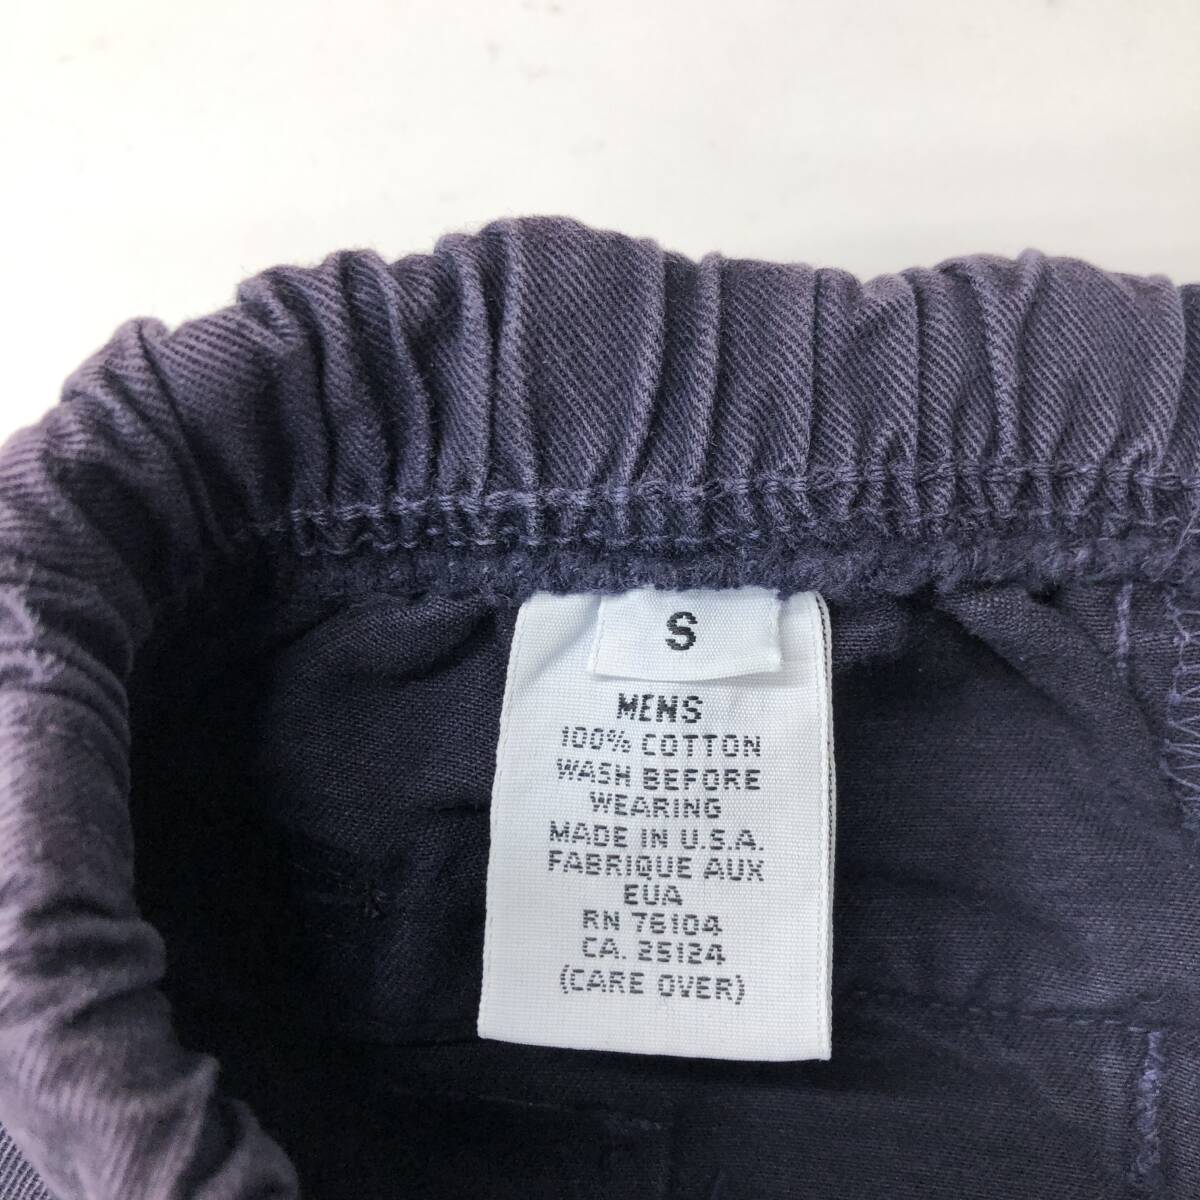 S
MENS
100% COTTON
WASH BEFORE
WEARING
MADE IN U.S.A.
FABRIQUE AUX
EUA
RN 76104
CA. 25124
(CARE OVER)